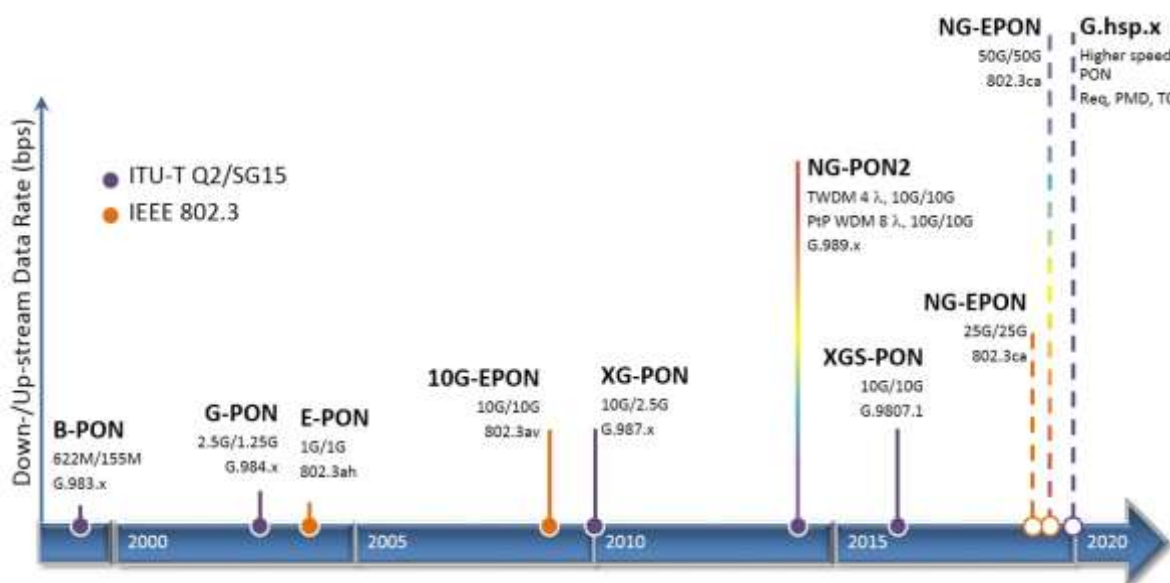 NG-EPON
50G/50G
802.3ca
G.hsp.x
Higher speed
PON
Req, PMD,
Down-/Up-stream Data Rate (bps)
ITU-T Q2/SG15
IEEE 802.3
NG-PON2
TWDM 4 λ, 10G/10G
PtP WDM 8 λ, 10G/10G
G.989.x
NG-EPON
25G/25G
802.3ca
XGS-PON
10G/10G
G.9807.1
10G-EPON
10G/10G
802.3av
XG-PON
10G/2.5G
G.987.x
B-PON
622M/155M
G.983.x
G-PON
2.5G/1.25G
G.984.x
E-PON
1G/1G
802.3ah
2000
2005
2010
2015
2020